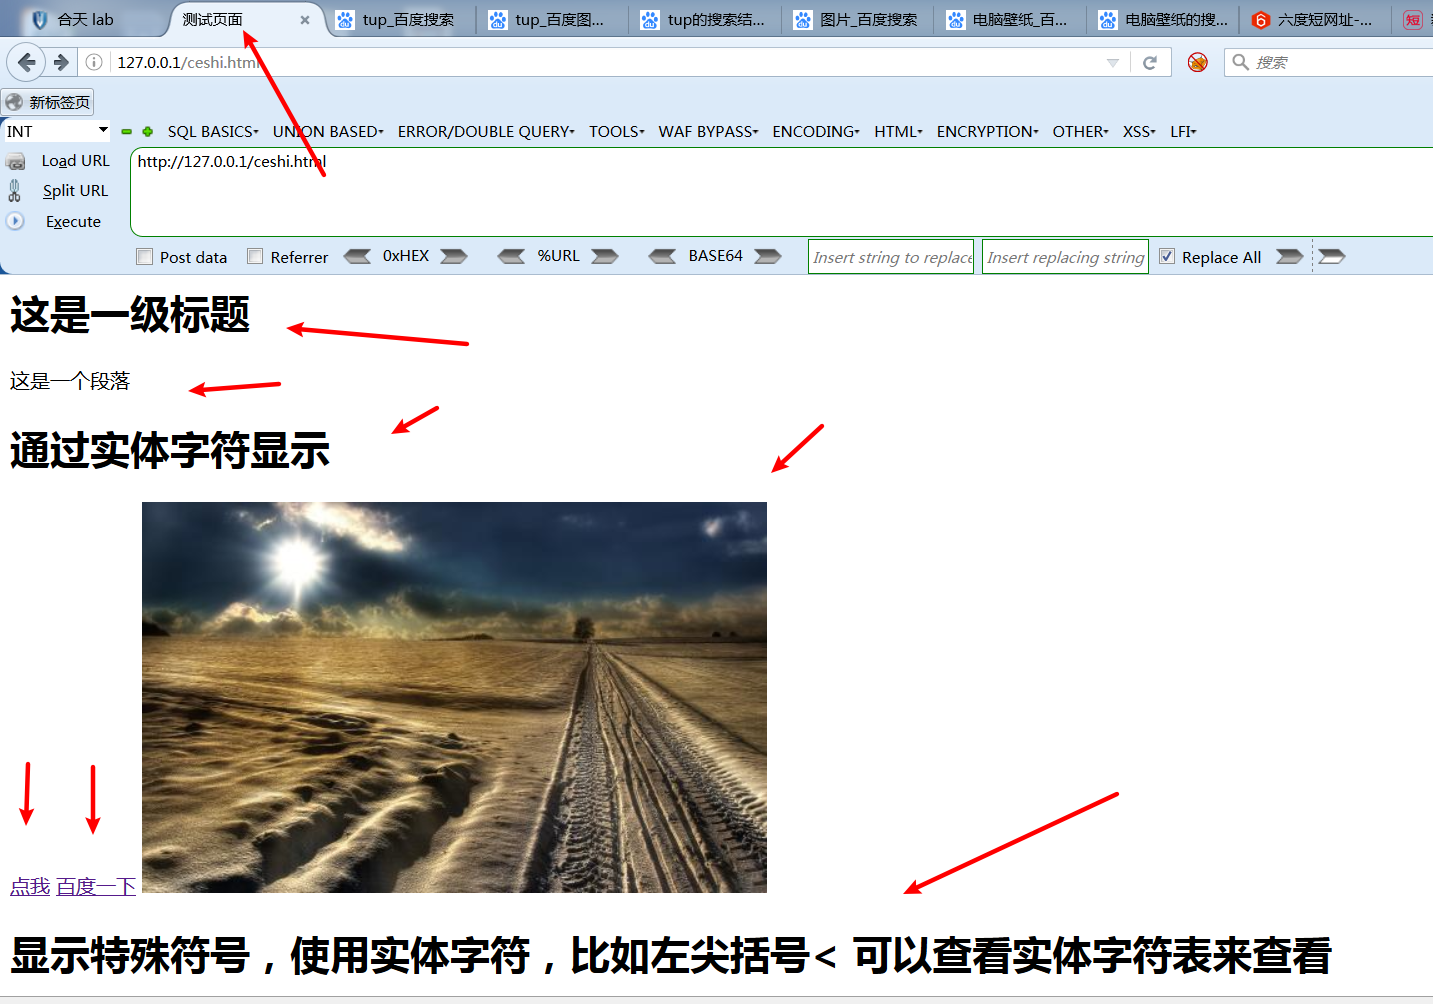 合天 lab 测试页面 tup_百度搜索 tup_百度图... tup的搜索结... 图片_百度搜索 电脑壁纸_百... 电脑壁纸的搜... 六度短网址-... 短
127.0.0.1/ceshi.html 搜索
新标签页
INT SQL BASICS UNION BASED ERROR/DOUBLE QUERY TOOLS WAF BYPASS ENCODING HTML ENCRYPTION OTHER XSS LFI
Load URL http://127.0.0.1/ceshi.html
Split URL
Execute
Post data Referrer 0xHEX %URL BASE64 Insert string to replace Insert replacing string Replace All
这是一级标题
这是一个段落
通过实体字符显示
点我 百度一下
显示特殊符号，使用实体字符，比如左尖括号< 可以查看实体字符表来查看